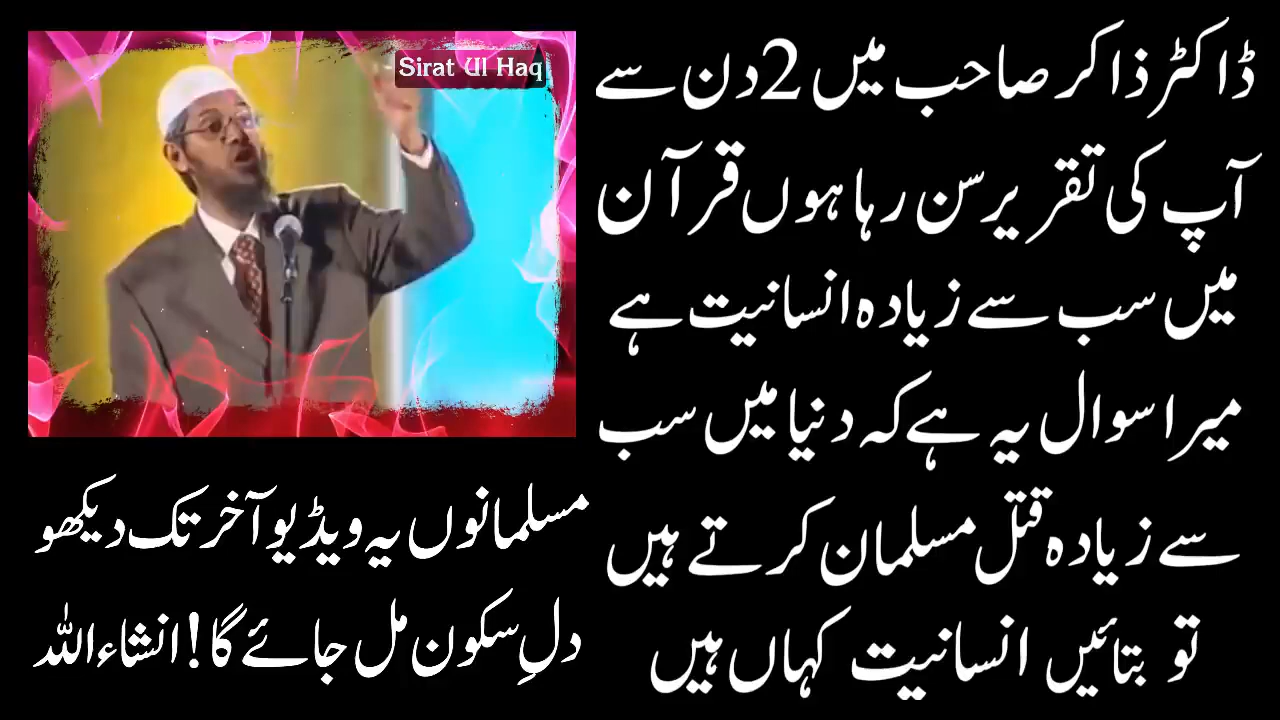 Sirat Ul Haq
ڈاکٹر ذاکر صاحب میں 2 دن سے
آپ کی تقریر سن رہا ہوں قرآن
میں سب سے زیادہ انسانیت ہے
میرا سوال یہ ہے کہ دنیا میں سب
سے زیادہ قتل مسلمان کرتے ہیں
تو بتائیں انسانیت کہاں ہیں
مسلمانوں یہ ویڈیو آخر تک دیکھو
دلِ سکون مل جائے گا! انشاءاللہ